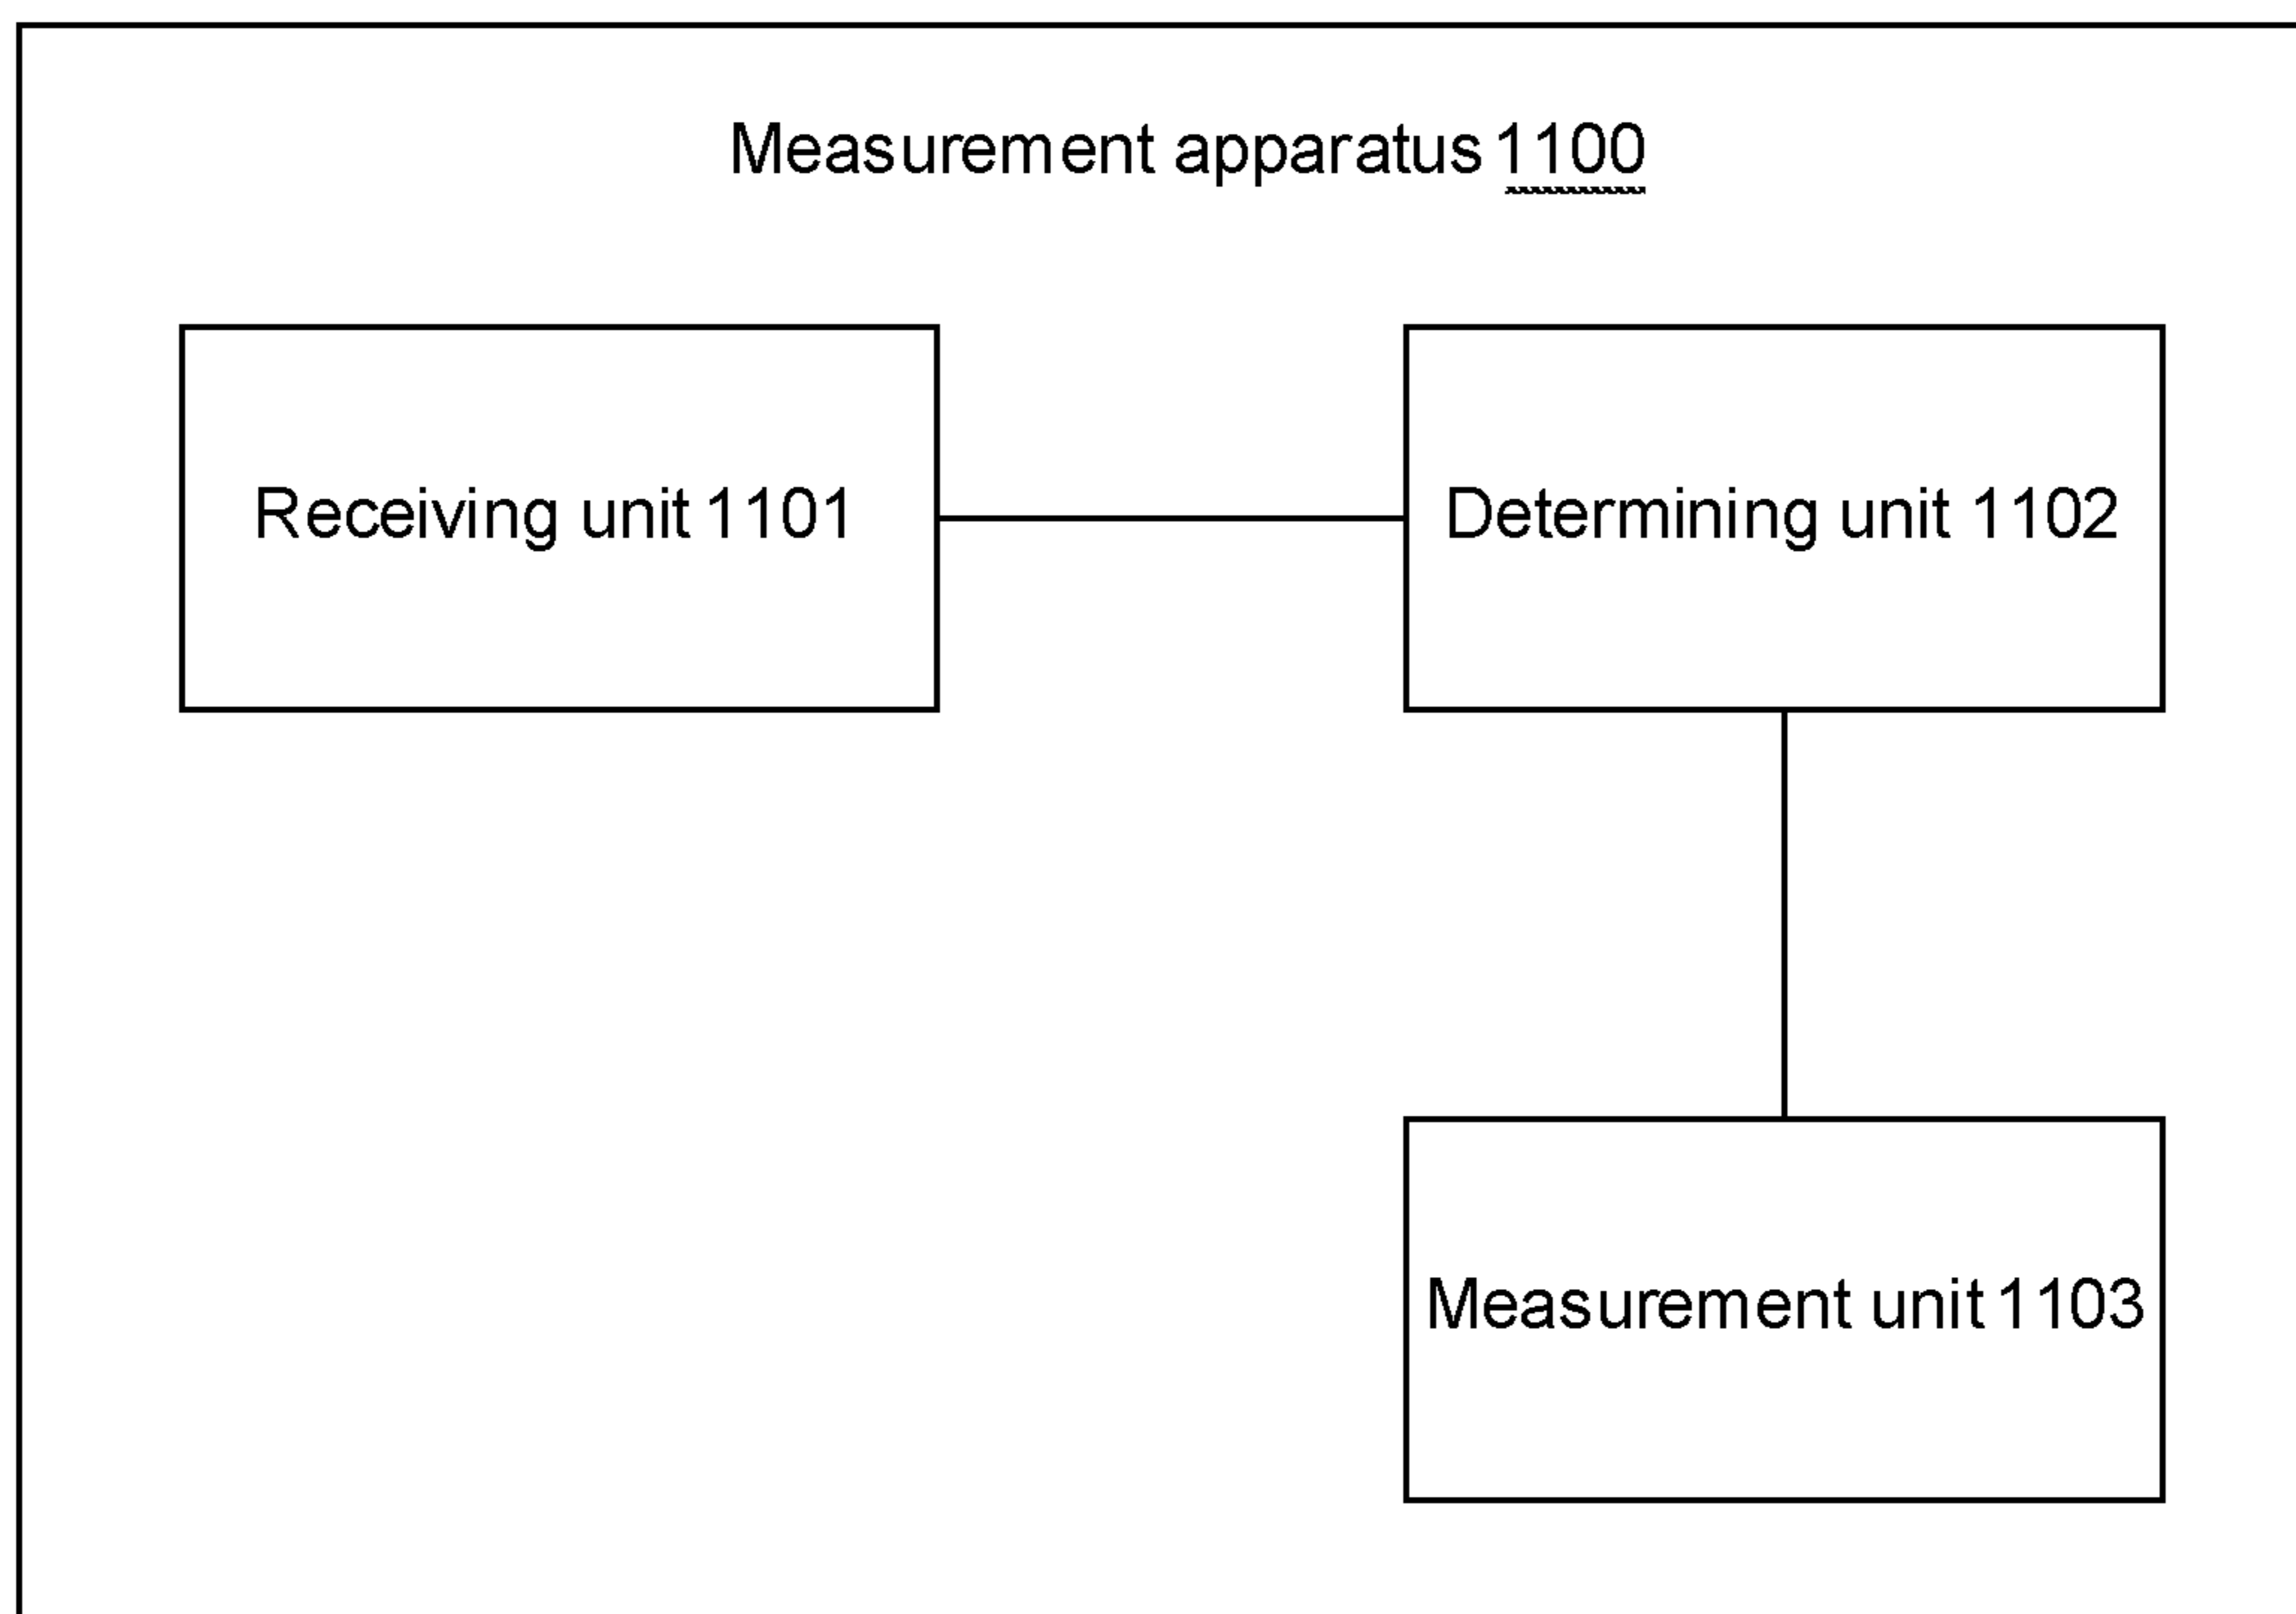 Measurement apparatus 1100
Receiving unit 1101
Determining unit 1102
Measurement unit 1103